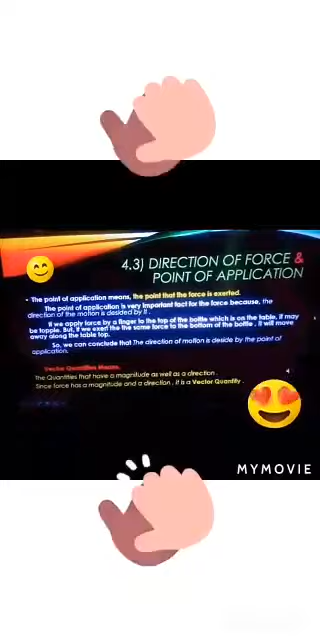 4.3) DIRECTION OF FORCE &
POINT OF APPLICATION
• The point of application means, the point that the force is exerted.
The point of application is very important fact for the force because, the
direction of the motion is desided by it .
If we apply force by a finger to the top of the bottle which is on the table, it may
be topple. But, if we exert the the same force to the bottom of the bottle , it will move
away along the table top.
So, we can conclude that The direction of motion is deside by the point of
application.
Vector Quantities Means,
The Quantities that have a magnitude as well as a direction .
Since force has a magnitude and a direction , it is a Vector Quantity .
MYMOVIE